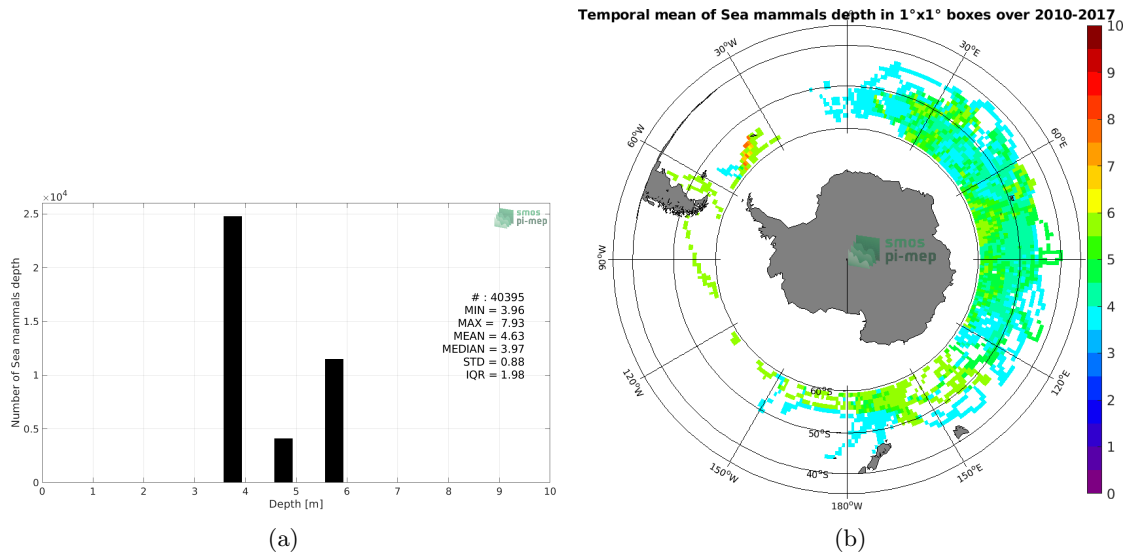 Number of Sea mammals depth
×10⁴
2.5
2
1.5
1
0.5
0
0 1 2 3 4 5 6 7 8 9 10
Depth [m]
smos
pi-mep
# : 40395
MIN = 3.96
MAX = 7.93
MEAN = 4.63
MEDIAN = 3.97
STD = 0.88
IQR = 1.98
(a)
Temporal mean of Sea mammals depth in 1°x1° boxes over 2010-2017
0°
30°W
30°E
60°W
60°E
90°W
120°W
120°E
150°W
150°E
180°W
60°S
50°S
40°S
smos
pi-mep
10
9
8
7
6
5
4
3
2
1
0
(b)